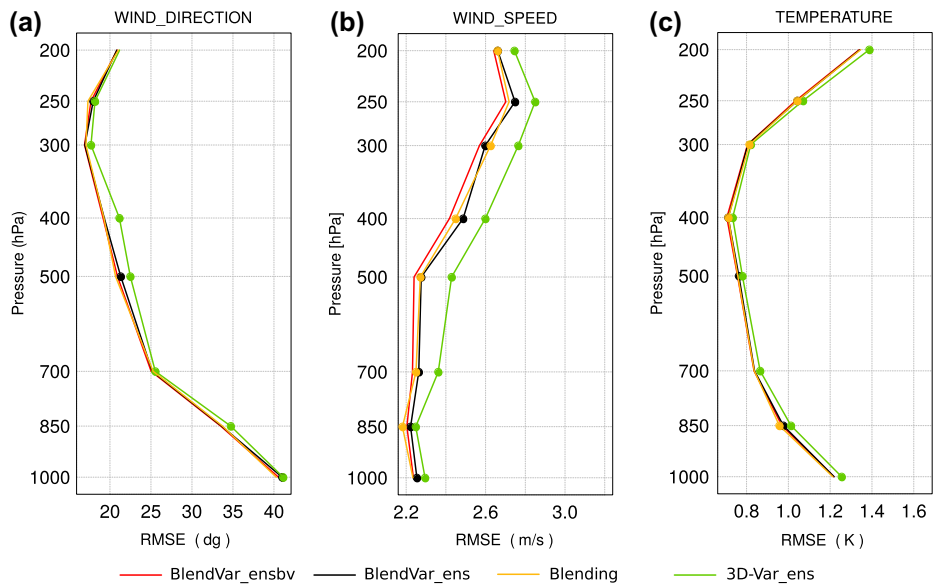 (a) WIND_DIRECTION
200
250
300
400
500
700
850
1000
Pressure (hPa)
20 25 30 35 40
RMSE ( dg )
(b) WIND_SPEED
200
250
300
400
500
700
850
1000
Pressure [hPa]
2.2 2.6 3.0
RMSE ( m/s )
(c) TEMPERATURE
200
250
300
400
500
700
850
1000
Pressure [hPa]
0.8 1.0 1.2 1.4 1.6
RMSE ( K )
BlendVar_ensbv BlendVar_ens Blending 3D-Var_ens